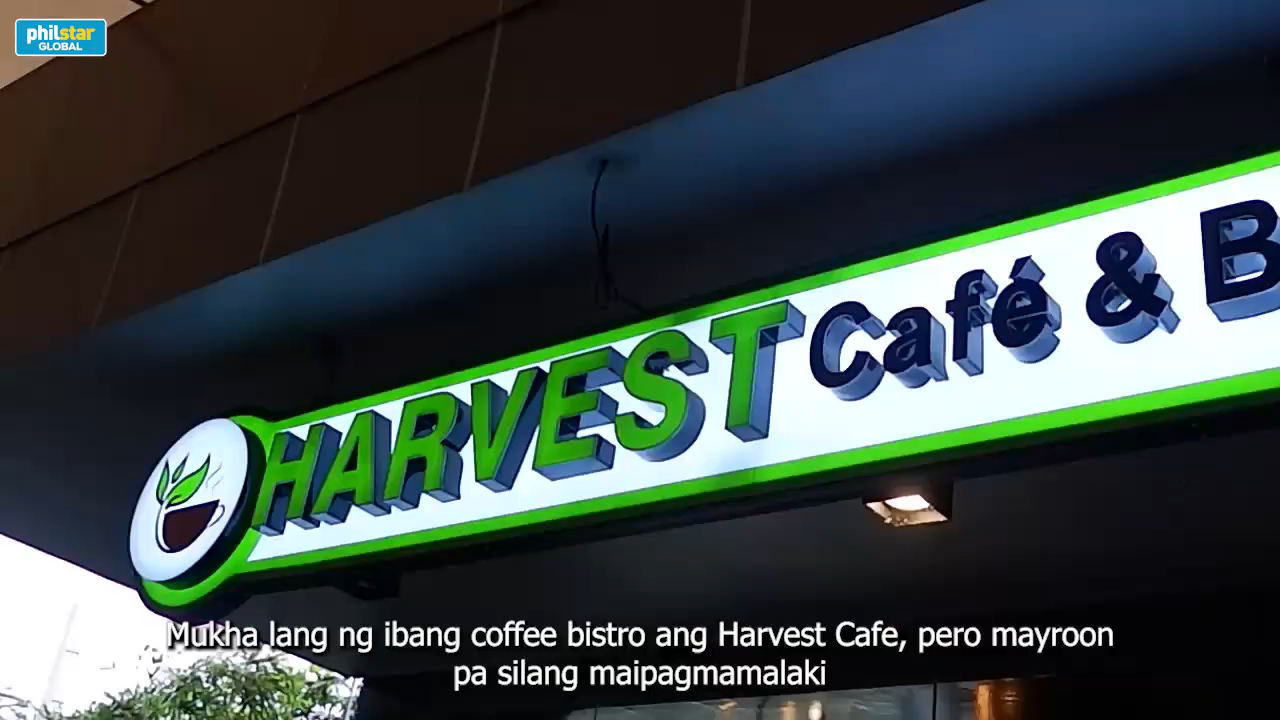 philstar
GLOBAL
HARVEST Café & B
Mukha lang ng ibang coffee bistro ang Harvest Cafe, pero mayroon
pa silang maipagmamalaki